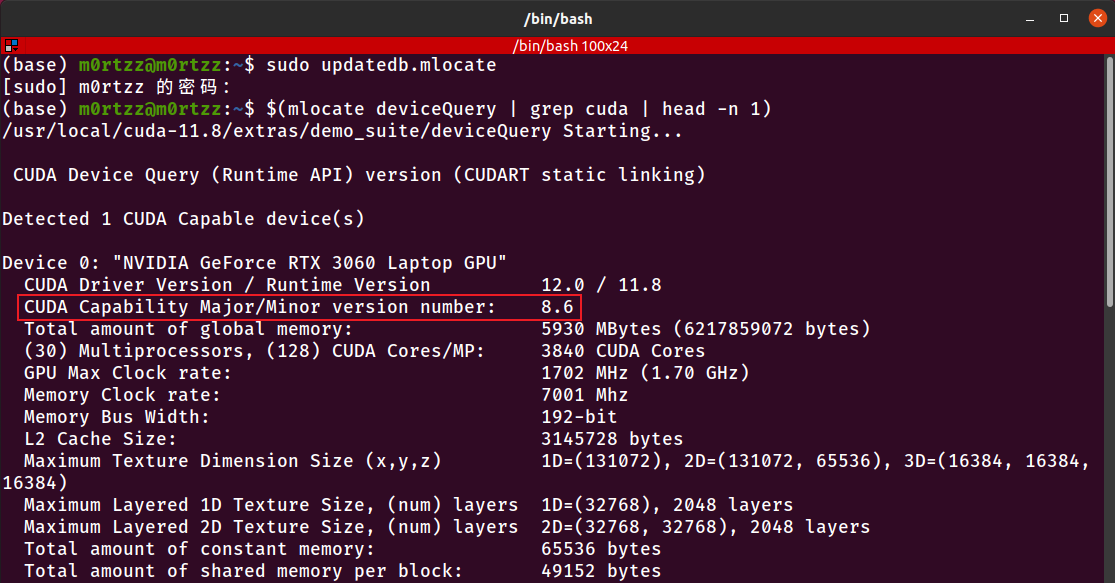 /bin/bash
/bin/bash 100x24
(base) m0rtzz@m0rtzz:~$ sudo updatedb.mlocate
[sudo] m0rtzz 的密码：
(base) m0rtzz@m0rtzz:~$ $(mlocate deviceQuery | grep cuda | head -n 1)
/usr/local/cuda-11.8/extras/demo_suite/deviceQuery Starting...
CUDA Device Query (Runtime API) version (CUDART static linking)
Detected 1 CUDA Capable device(s)
Device 0: "NVIDIA GeForce RTX 3060 Laptop GPU"
CUDA Driver Version / Runtime Version 12.0 / 11.8
CUDA Capability Major/Minor version number: 8.6
Total amount of global memory: 5930 MBytes (6217859072 bytes)
(30) Multiprocessors, (128) CUDA Cores/MP: 3840 CUDA Cores
GPU Max Clock rate: 1702 MHz (1.70 GHz)
Memory Clock rate: 7001 Mhz
Memory Bus Width: 192-bit
L2 Cache Size: 3145728 bytes
Maximum Texture Dimension Size (x,y,z) 1D=(131072), 2D=(131072, 65536), 3D=(16384, 16384,
16384)
Maximum Layered 1D Texture Size, (num) layers 1D=(32768), 2048 layers
Maximum Layered 2D Texture Size, (num) layers 2D=(32768, 32768), 2048 layers
Total amount of constant memory: 65536 bytes
Total amount of shared memory per block: 49152 bytes